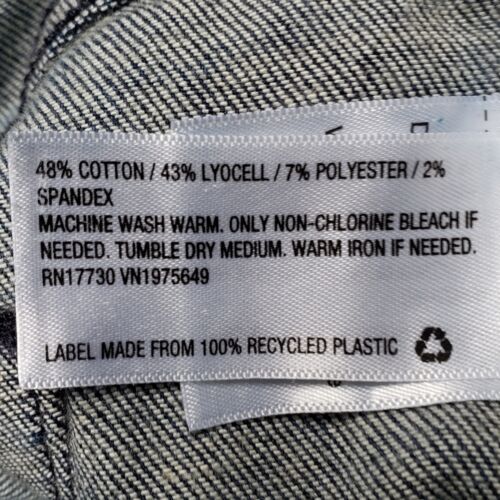 48% COTTON / 43% LYOCELL / 7% POLYESTER / 2%
SPANDEX
MACHINE WASH WARM. ONLY NON-CHLORINE BLEACH IF
NEEDED. TUMBLE DRY MEDIUM. WARM IRON IF NEEDED.
RN17730 VN1975649
LABEL MADE FROM 100% RECYCLED PLASTIC